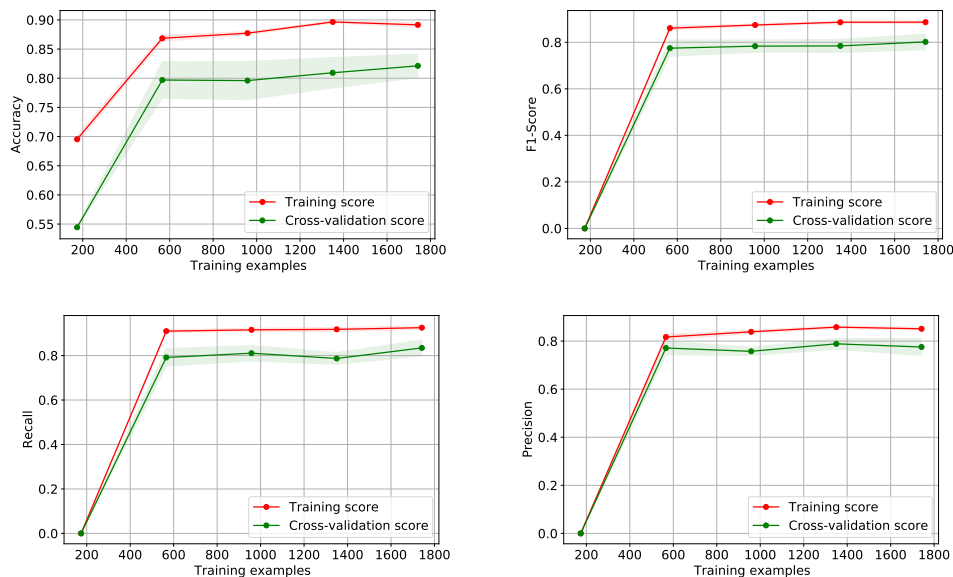 0.90
0.85
0.80
0.75
0.70
0.65
0.60
0.55
Accuracy
200 400 600 800 1000 1200 1400 1600 1800
Training examples
Training score
Cross-validation score
0.8
0.6
0.4
0.2
0.0
F1-Score
200 400 600 800 1000 1200 1400 1600 1800
Training examples
Training score
Cross-validation score
0.8
0.6
0.4
0.2
0.0
Recall
200 400 600 800 1000 1200 1400 1600 1800
Training examples
Training score
Cross-validation score
0.8
0.6
0.4
0.2
0.0
Precision
200 400 600 800 1000 1200 1400 1600 1800
Training examples
Training score
Cross-validation score